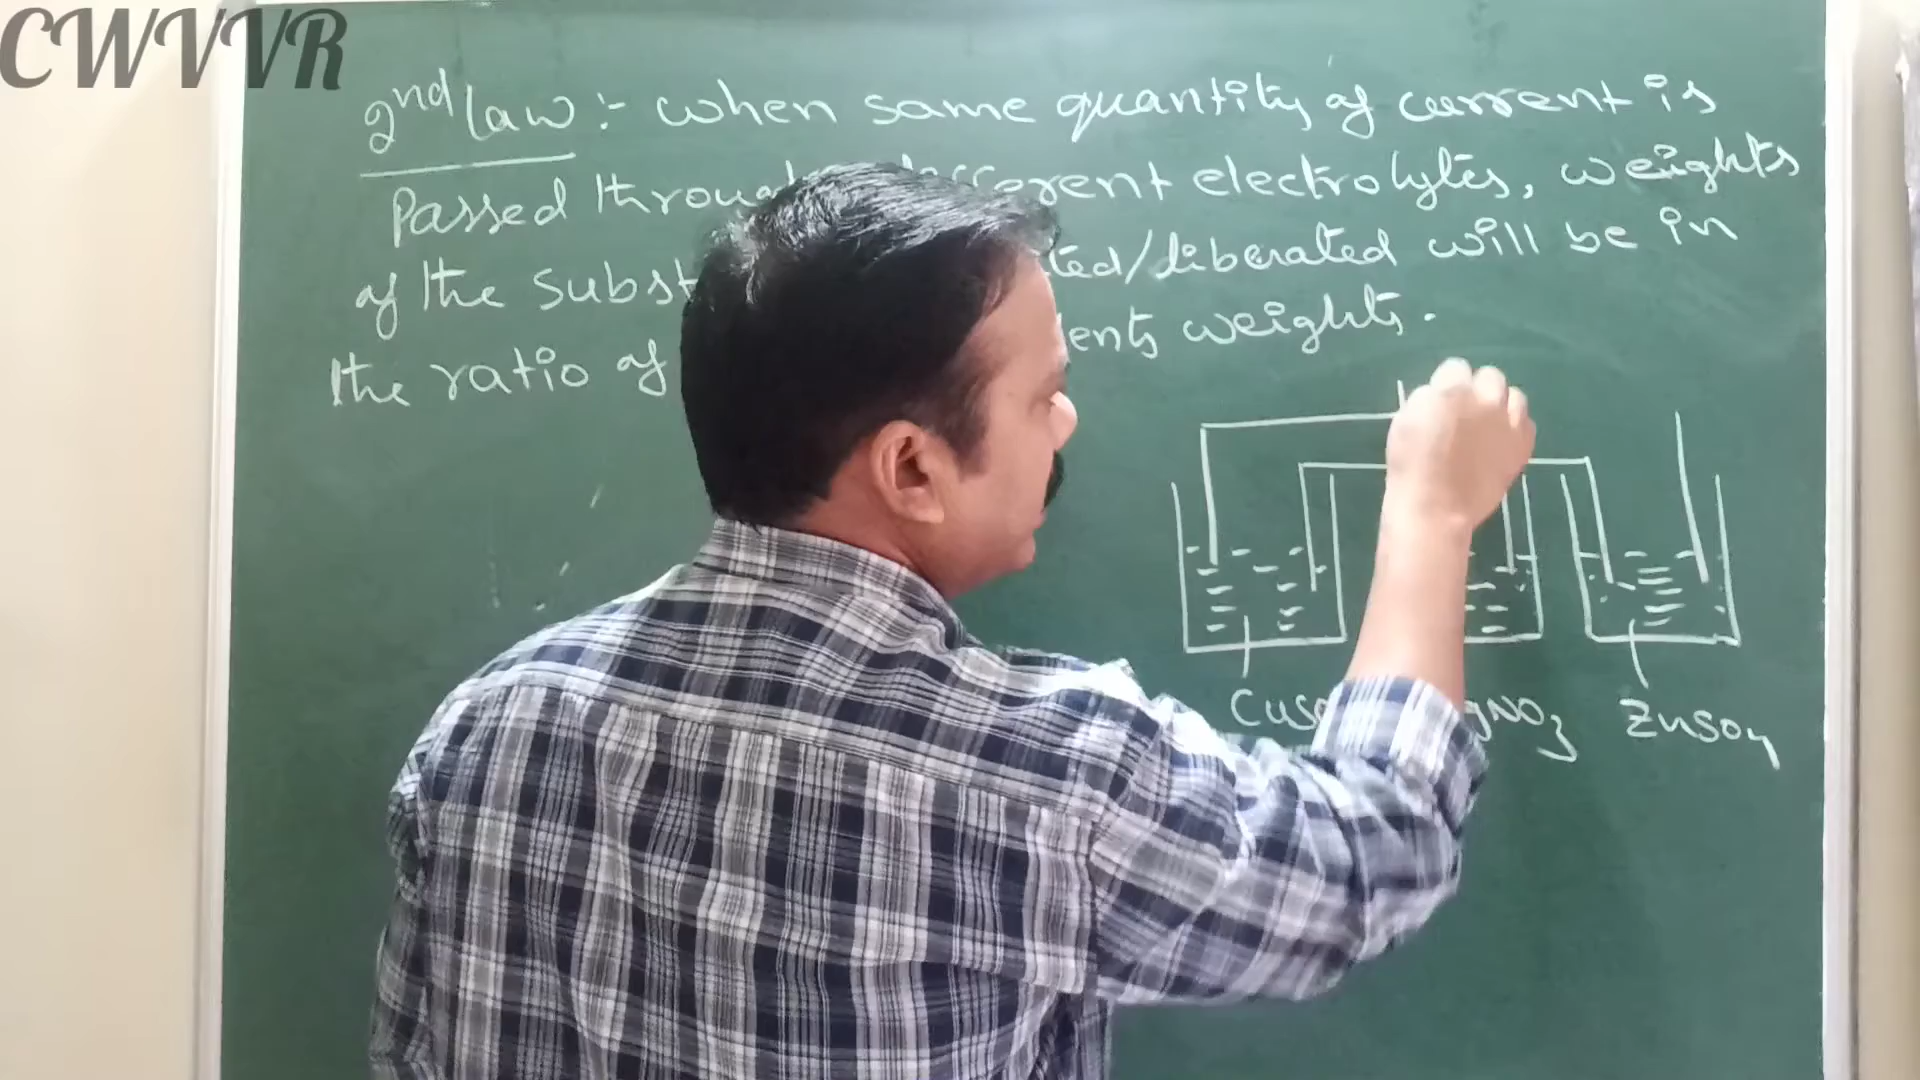 CWVVR
2nd law :- when same quantity of current is
Passed through different electrolytes, weights
of the subst ted/liberated will be in
the ratio of ents weights.
CuSO NO3 ZnSO4